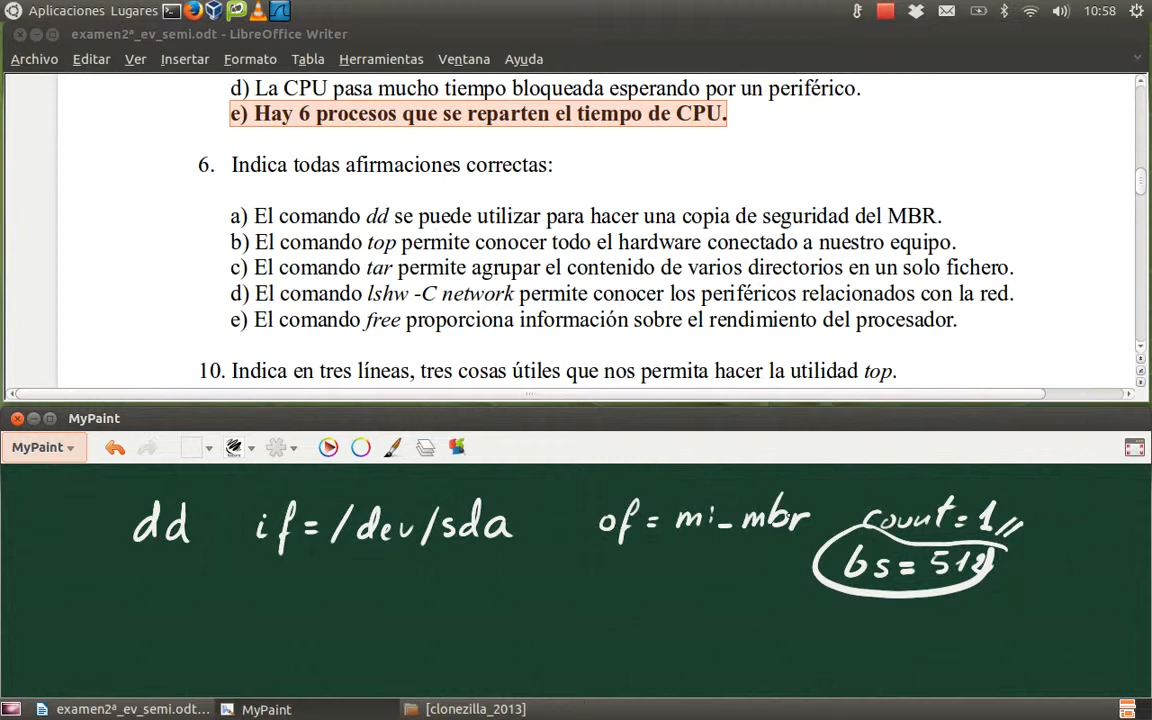 Aplicaciones Lugares 10:58
examen2ª_ev_semi.odt - LibreOffice Writer
Archivo Editar Ver Insertar Formato Tabla Herramientas Ventana Ayuda
d) La CPU pasa mucho tiempo bloqueada esperando por un periférico.
e) Hay 6 procesos que se reparten el tiempo de CPU.
6. Indica todas afirmaciones correctas:
a) El comando dd se puede utilizar para hacer una copia de seguridad del MBR.
b) El comando top permite conocer todo el hardware conectado a nuestro equipo.
c) El comando tar permite agrupar el contenido de varios directorios en un solo fichero.
d) El comando lshw -C network permite conocer los periféricos relacionados con la red.
e) El comando free proporciona información sobre el rendimiento del procesador.
10. Indica en tres líneas, tres cosas útiles que nos permita hacer la utilidad top.
MyPaint
MyPaint
dd if=/dev/sda of=mi_mbr count=1
bs=512
examen2ª_ev_semi.odt... MyPaint [clonezilla_2013]